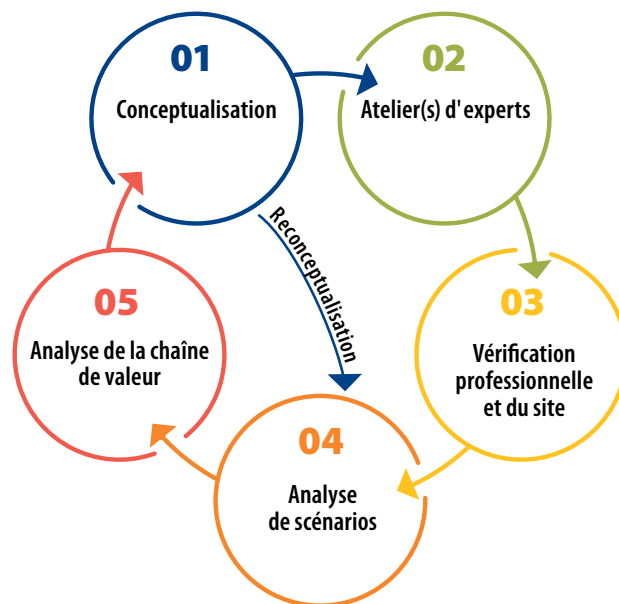 01
Conceptualisation
02
Atelier(s) d'experts
Reconceptualisation
03
Vérification
professionnelle
et du site
04
Analyse
de scénarios
05
Analyse de la chaîne
de valeur